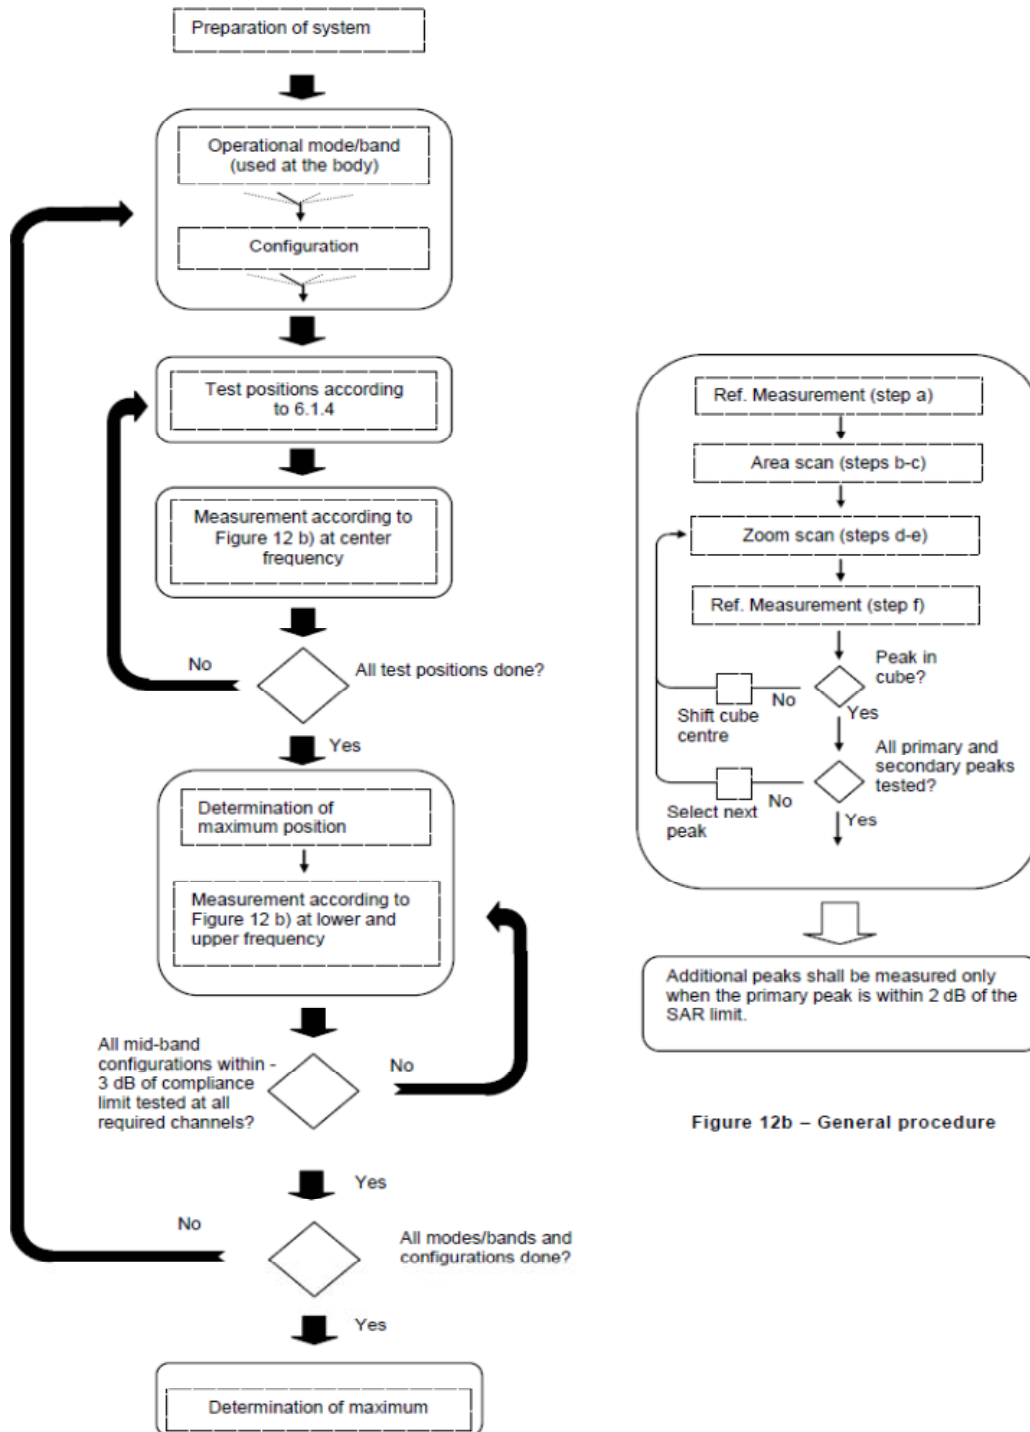 Preparation of system
Operational mode/band
(used at the body)
Configuration
Test positions according
to 6.1.4
Measurement according to
Figure 12 b) at center
frequency
No
All test positions done?
Yes
Determination of
maximum position
Measurement according to
Figure 12 b) at lower and
upper frequency
All mid-band
configurations within -
3 dB of compliance
limit tested at all
required channels?
No
Yes
No
All modes/bands and
configurations done?
Yes
Determination of maximum
Ref. Measurement (step a)
Area scan (steps b-c)
Zoom scan (steps d-e)
Ref. Measurement (step f)
Peak in
cube?
No
Shift cube
centre
Yes
All primary and
secondary peaks
tested?
No
Select next
peak
Yes
Additional peaks shall be measured only
when the primary peak is within 2 dB of the
SAR limit.
Figure 12b – General procedure